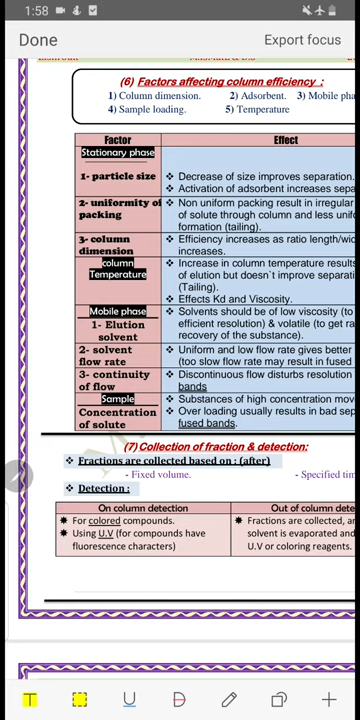 1:58
Done
Export focus
(6) Factors affecting column efficiency :
1) Column dimension. 2) Adsorbent. 3) Mobile pha
4) Sample loading. 5) Temperature
Factor Effect
Stationary phase
1- particle size
❖ Decrease of size improves separation.
❖ Activation of adsorbent increases sepa
2- uniformity of packing
❖ Non uniform packing result in irregular
of solute through column and less unif
formation (tailing).
3- column dimension
❖ Efficiency increases as ratio length/wid
increases.
column Temperature
❖ Increase in column temperature results
of elution but doesn`t improve separati
(Tailing).
❖ Effects Kd and Viscosity.
Mobile phase
1- Elution solvent
❖ Solvents should be of low viscosity (to
efficient resolution) & volatile (to get ra
recovery of the substance).
2- solvent flow rate
❖ Uniform and low flow rate gives better
(too slow flow rate may result in fused
3- continuity of flow
❖ Discontinuous flow disturbs resolution
bands
Sample
Concentration of solute
❖ Substances of high concentration mov
❖ Over loading usually results in bad sep
fused bands.
(7) Collection of fraction & detection:
❖ Fractions are collected based on : (after)
- Fixed volume. - Specified tim
❖ Detection :
On column detection
✷ For colored compounds.
✷ Using U.V (for compounds have
fluorescence characters)
Out of column dete
✷ Fractions are collected, an
solvent is evaporated and
U.V or coloring reagents.